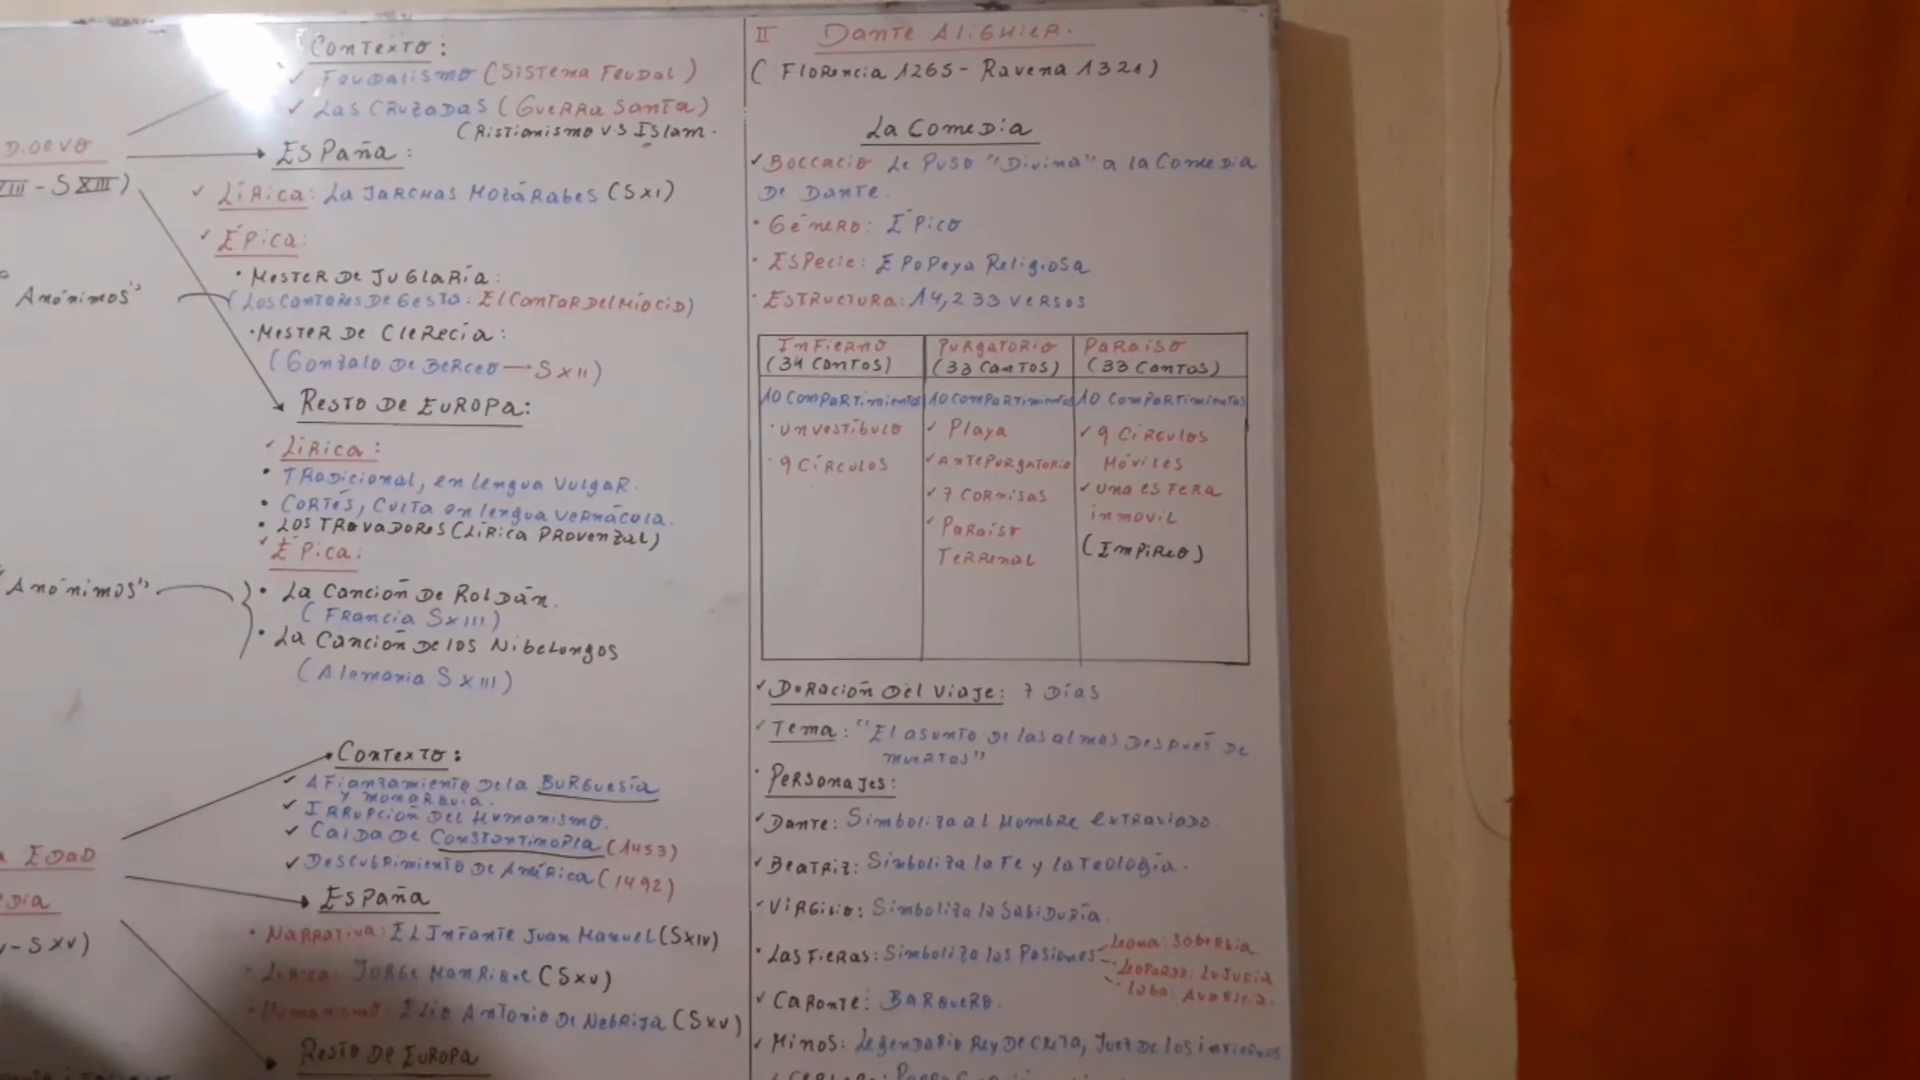 Contexto:
✓ Feudalismo (Sistema Feudal)
✓ Las Cruzadas (Guerra Santa)
Cristianismo V.S Islam.
España:
✓ Lírica: La Jarchas Mozárabes (S XI)
✓ Épica:
• Mester de Juglaría:
(Los Cantares de Gesta: El Cantar del Mío Cid)
"Anónimos"
• Mester de Clerecía:
(Gonzalo de Berceo — S XII)
Resto de Europa:
✓ Lírica:
• Tradicional, en lengua vulgar.
• Cortés, culta en lengua vernácula.
• Los Trovadores (Lírica Provenzal)
✓ Épica:
"Anónimos"
• La Canción de Roldán.
(Francia S XIII)
• La Canción de los Nibelungos
(Alemania S XIII)
VIII - S XIII)
Contexto:
✓ Afianzamiento de la Burguesía
y monarquía.
✓ Irrupción del Humanismo.
✓ Caída de Constantinopla (1453)
✓ Descubrimiento de América (1492)
Edad
dia
- S XV)
España
• Narrativa: El Infante Juan Manuel (S XIV)
• Lírica: Jorge Manrique (S XV)
• Humanismo: Elio Antonio de Nebrija (S XV)
Resto de Europa
II Dante Alighier.
(Florencia 1265 - Ravena 1321)
La Comedia
✓ Boccacio le puso "Divina" a la Comedia
de Dante.
• Género: Épico
• Especie: Epopeya Religiosa
• Estructura: 14,233 versos
Infierno Purgatorio Paraíso
(34 Cantos) (33 Cantos) (33 Cantos)
10 compartimientos 10 compartimientos 10 compartimientos
• un vestíbulo
• 9 círculos
✓ Playa
✓ Antepurgatorio
✓ 7 cornisas
✓ Paraíso
Terrenal
✓ 9 círculos
móviles
✓ una esfera
inmovil
(Empíreo)
✓ Duración del viaje: 7 días
✓ Tema: "El asunto de las almas después de
muertas"
• Personajes:
✓ Dante: Simboliza al hombre extraviado.
✓ Beatriz: Simboliza la Fe y la Teología.
✓ Virgilio: Simboliza la Sabiduría.
• Las Fieras: Simboliza las Pasiones
Leona: Soberbia
Leopardo: Lujuria
Loba: Avaricia.
✓ Caronte: Barquero.
✓ Minos: Legendario Rey de Creta, Juez de los infiernos